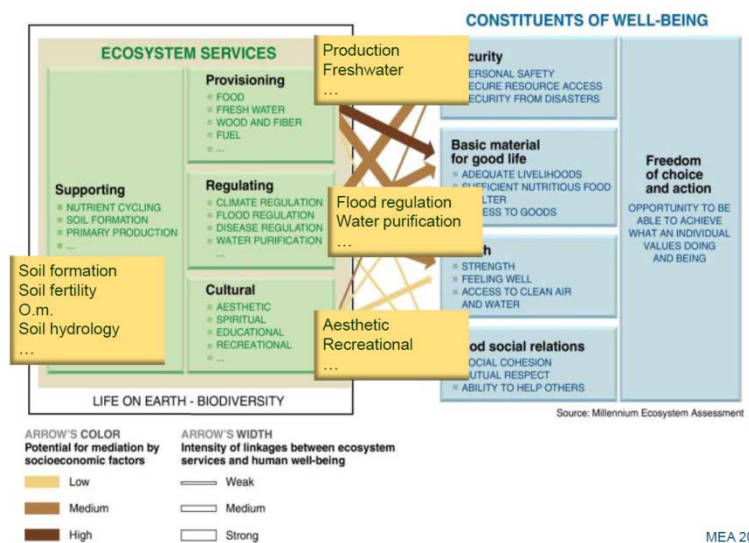 CONSTITUENTS OF WELL-BEING
ECOSYSTEM SERVICES
Provisioning
FOOD
FRESH WATER
WOOD AND FIBER
FUEL
...
Supporting
NUTRIENT CYCLING
SOIL FORMATION
PRIMARY PRODUCTION
...
Regulating
CLIMATE REGULATION
FLOOD REGULATION
DISEASE REGULATION
WATER PURIFICATION
...
Cultural
AESTHETIC
SPIRITUAL
EDUCATIONAL
RECREATIONAL
...
LIFE ON EARTH - BIODIVERSITY
Soil formation
Soil fertility
O.m.
Soil hydrology
…
Production
Freshwater
…
Flood regulation
Water purification
…
Aesthetic
Recreational
…
curity
PERSONAL SAFETY
ECURE RESOURCE ACCESS
ECURITY FROM DISASTERS
Basic material
for good life
ADEQUATE LIVELIHOODS
SUFFICIENT NUTRITIOUS FOOD
LTER
ESS TO GOODS
h
STRENGTH
FEELING WELL
ACCESS TO CLEAN AIR
AND WATER
od social relations
OCIAL COHESION
UTUAL RESPECT
ABILITY TO HELP OTHERS
Freedom
of choice
and action
OPPORTUNITY TO BE
ABLE TO ACHIEVE
WHAT AN INDIVIDUAL
VALUES DOING
AND BEING
Source: Millennium Ecosystem Assessment
ARROW'S COLOR
Potential for mediation by
socioeconomic factors
Low
Medium
High
ARROW'S WIDTH
Intensity of linkages between ecosystem
services and human well-being
Weak
Medium
Strong
MEA 20